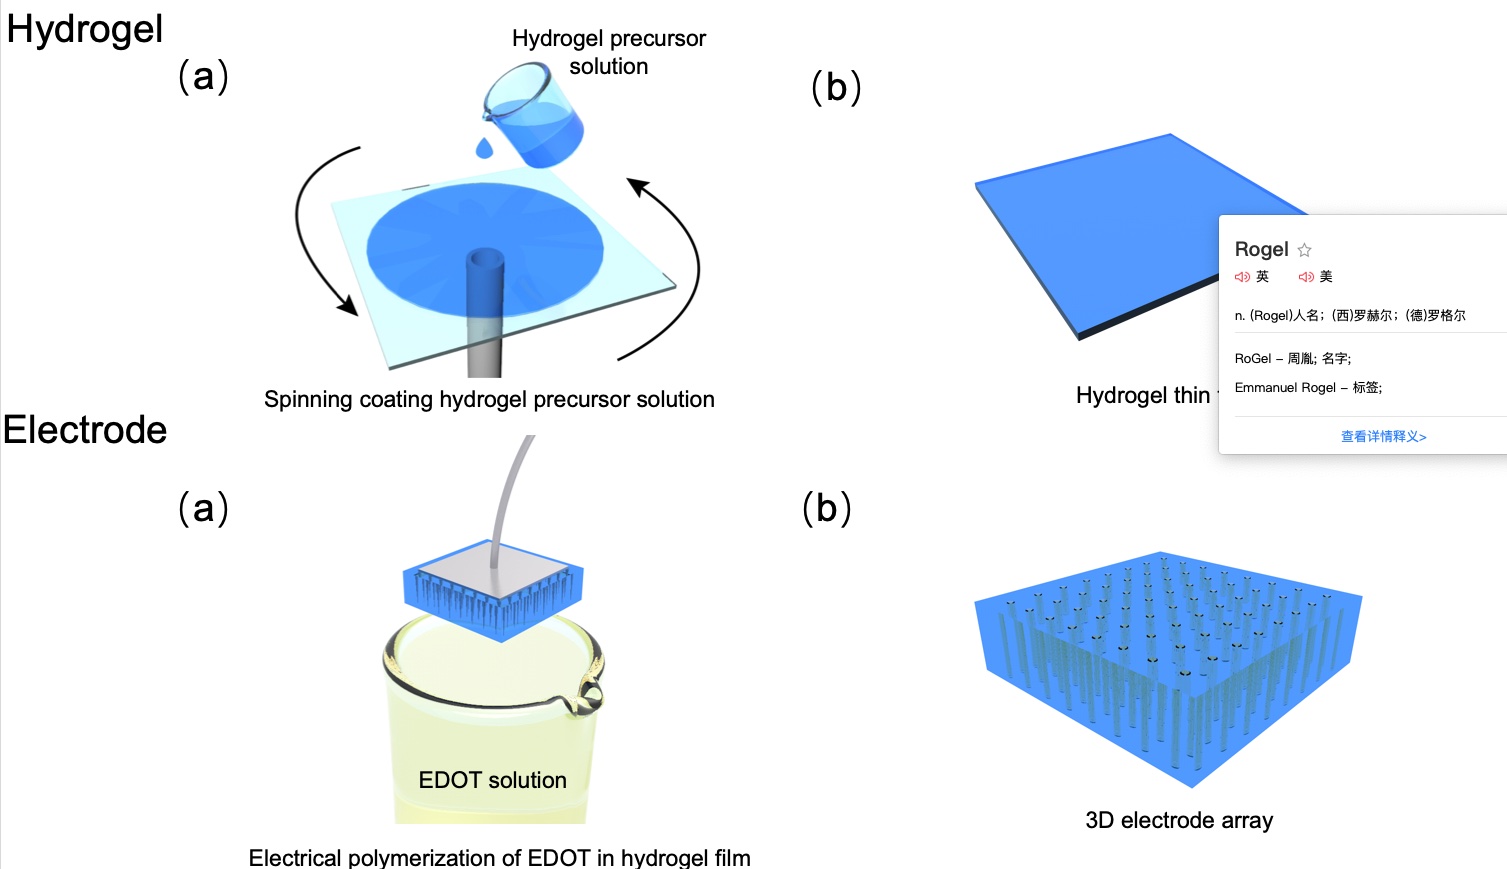 Hydrogel
(a)
Hydrogel precursor
solution
(b)
Spinning coating hydrogel precursor solution
Hydrogel thin
Rogel
英 美
n. (Rogel)人名；(西)罗赫尔；(德)罗格尔
RoGel - 周胤; 名字;
Emmanuel Rogel - 标签;
查看详情释义>
Electrode
(a)
(b)
EDOT solution
3D electrode array
Electrical polymerization of EDOT in hydrogel film